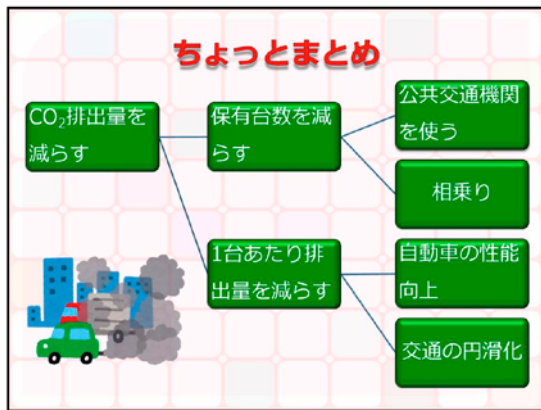 ちょっとまとめ
CO₂排出量を
減らす
保有台数を減
らす
公共交通機関
を使う
相乗り
1台あたり排
出量を減らす
自動車の性能
向上
交通の円滑化